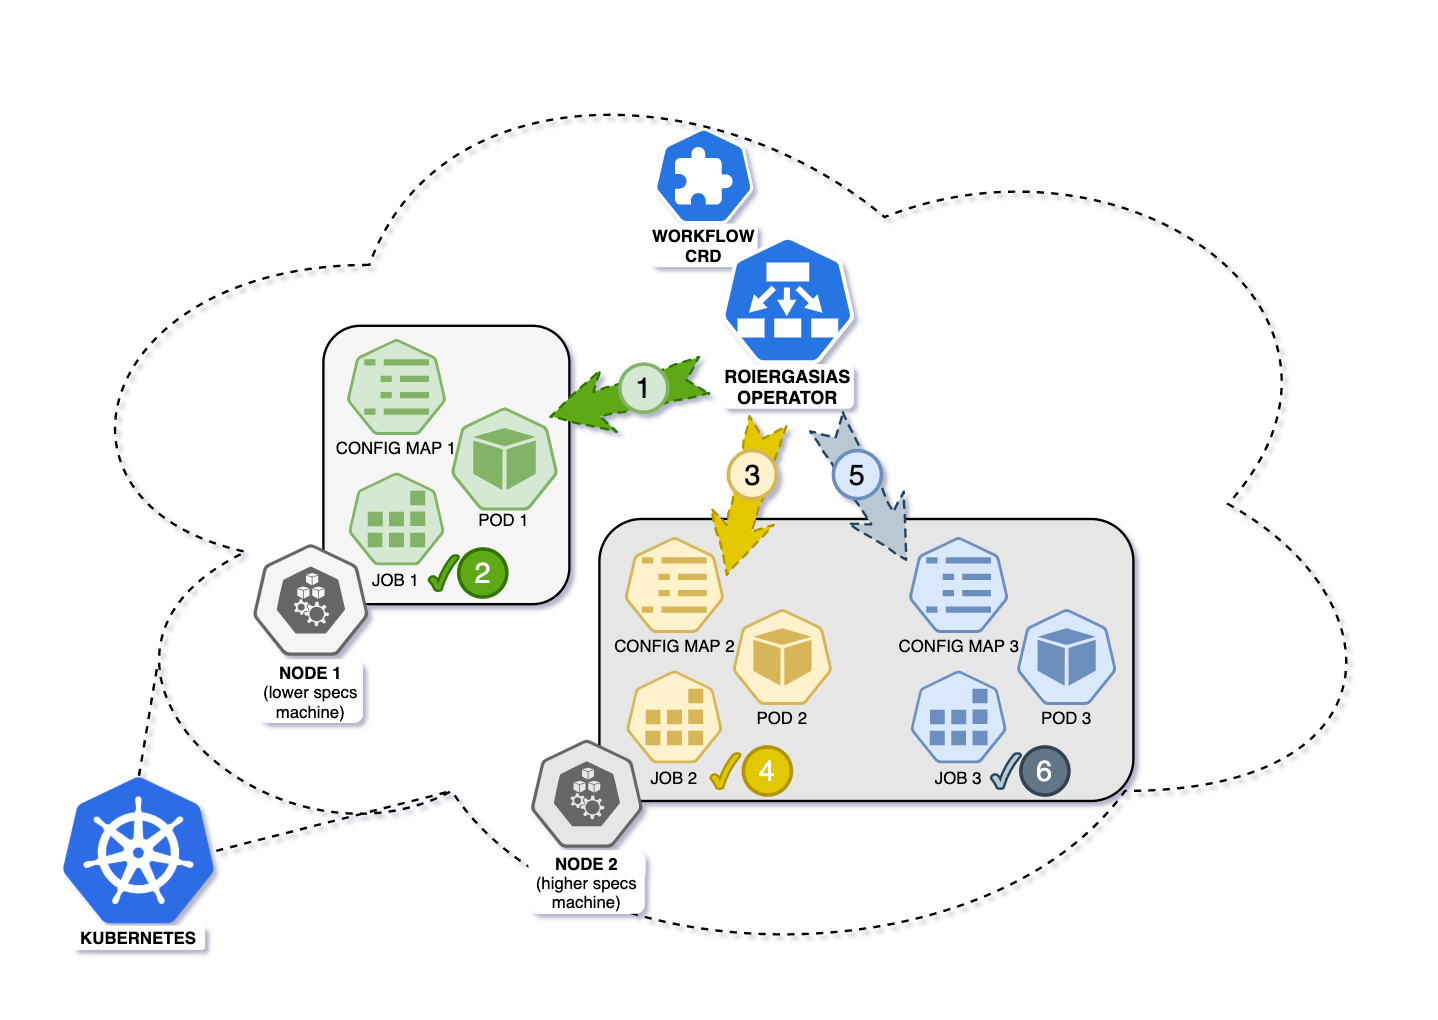 WORKFLOW
CRD
ROIERGASIAS
OPERATOR
1
CONFIG MAP 1
POD 1
JOB 1
2
NODE 1
(lower specs
machine)
3
5
CONFIG MAP 2
POD 2
JOB 2
4
CONFIG MAP 3
POD 3
JOB 3
6
NODE 2
(higher specs
machine)
KUBERNETES